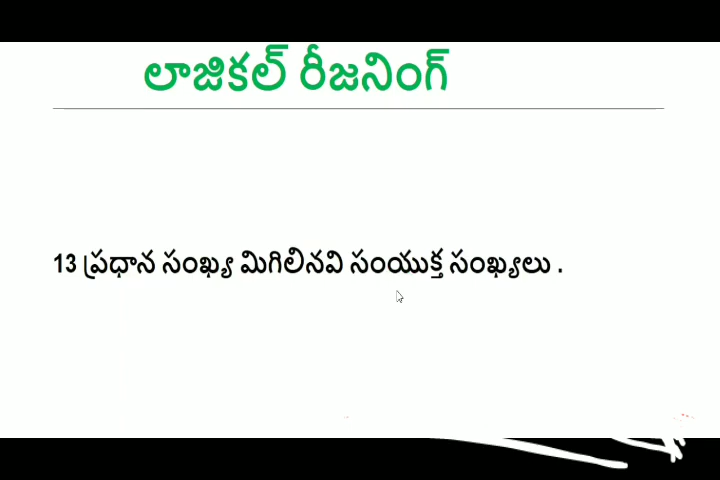 లాజికల్ రీజనింగ్
13 ప్రధాన సంఖ్య మిగిలినవి సంయుక్త సంఖ్యలు .